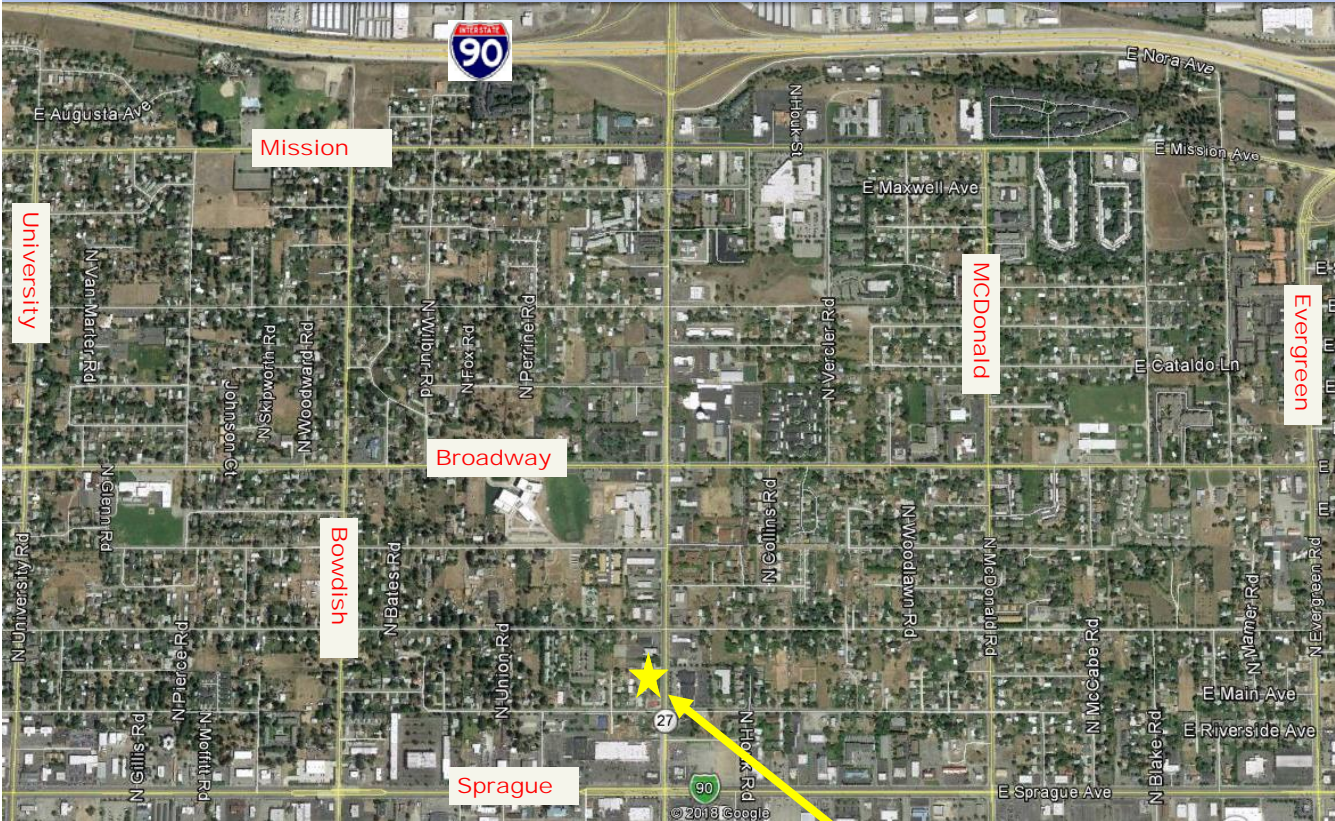 INTERSTATE
90
E Nora Ave
E Augusta Ave
N Houk St
Mission
E Mission Ave
E Maxwell Ave
University
N Van Marter Rd
MCDonald
Evergreen
E
E
N Skipworth Rd
N Woodward Rd
N Wilbur Rd
N Fox Rd
N Perrine Rd
N Vercler Rd
E
E Cataldo Ln
E
Johnson Ct
Broadway
E
N Glenn Rd
N Collins Rd
N Woodlawn Rd
E
N University Rd
Bowdish
N Bates Rd
N McDonald Rd
N Mamer Rd
N Evergreen Rd
N Pierce Rd
N Union Rd
N McCabe Rd
E Main Ave
27
N Gillis Rd
N Moffitt Rd
N Houk Rd
N Blake Rd
E Riverside Ave
Sprague
90
E Sprague Ave
© 2018 Google